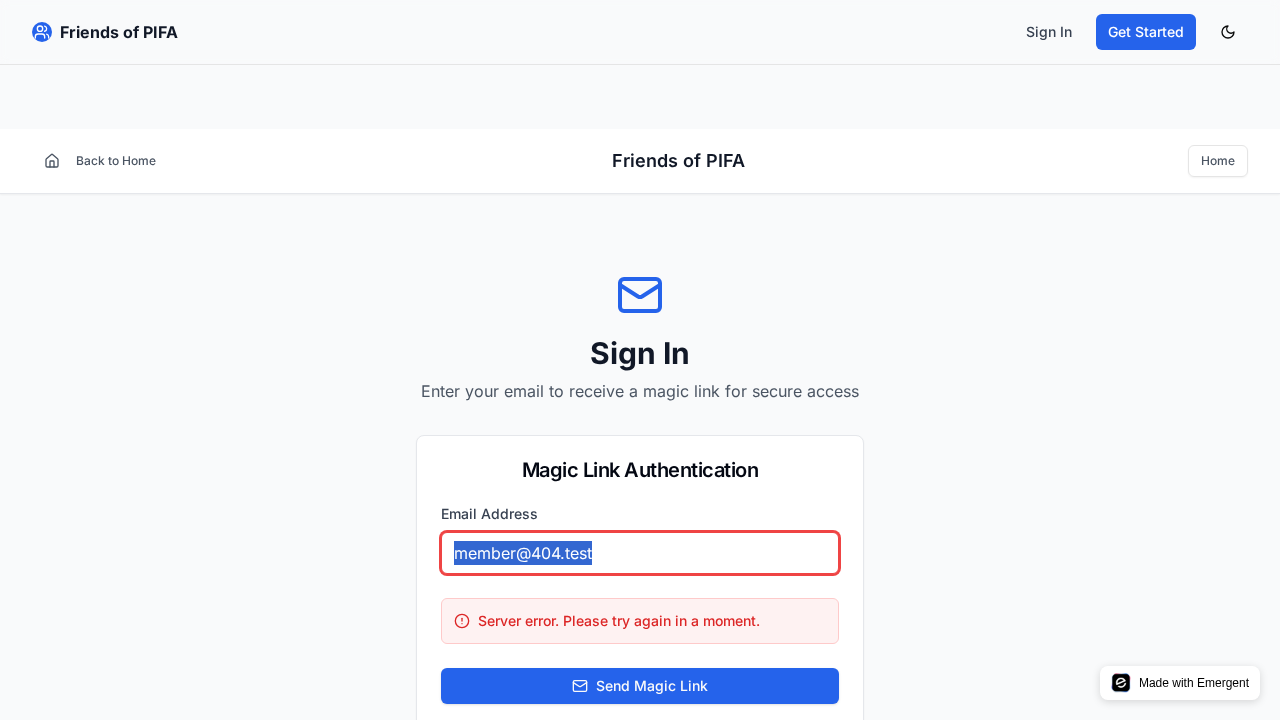 Friends of PIFA
Sign In
Get Started
Back to Home
Friends of PIFA
Home
Sign In
Enter your email to receive a magic link for secure access
Magic Link Authentication
Email Address
member@404.test
Server error. Please try again in a moment.
Send Magic Link
Made with Emergent